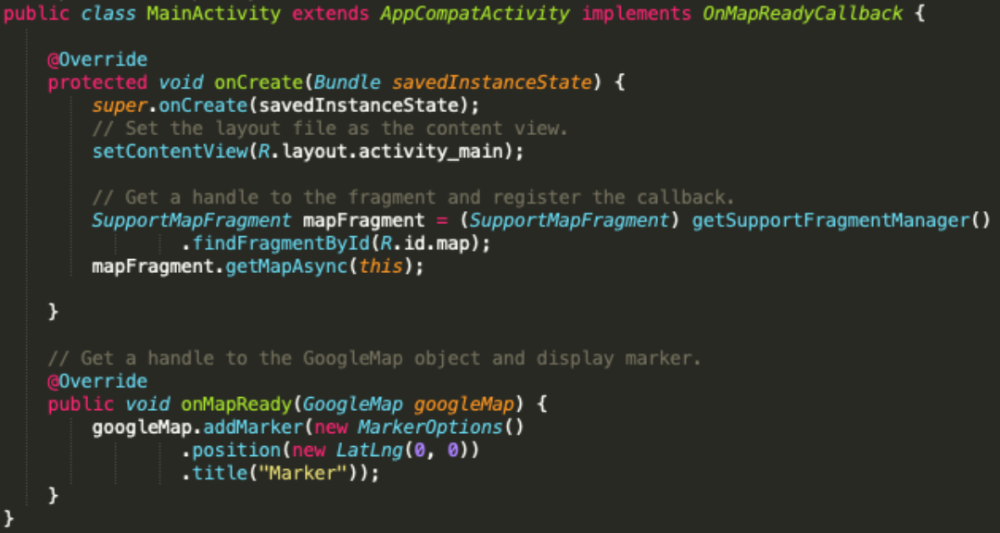 public class MainActivity extends AppCompatActivity implements OnMapReadyCallback {
@Override
protected void onCreate(Bundle savedInstanceState) {
super.onCreate(savedInstanceState);
// Set the layout file as the content view.
setContentView(R.layout.activity_main);
// Get a handle to the fragment and register the callback.
SupportMapFragment mapFragment = (SupportMapFragment) getSupportFragmentManager()
.findFragmentById(R.id.map);
mapFragment.getMapAsync(this);
}
// Get a handle to the GoogleMap object and display marker.
@Override
public void onMapReady(GoogleMap googleMap) {
googleMap.addMarker(new MarkerOptions()
.position(new LatLng(0, 0))
.title("Marker"));
}
}